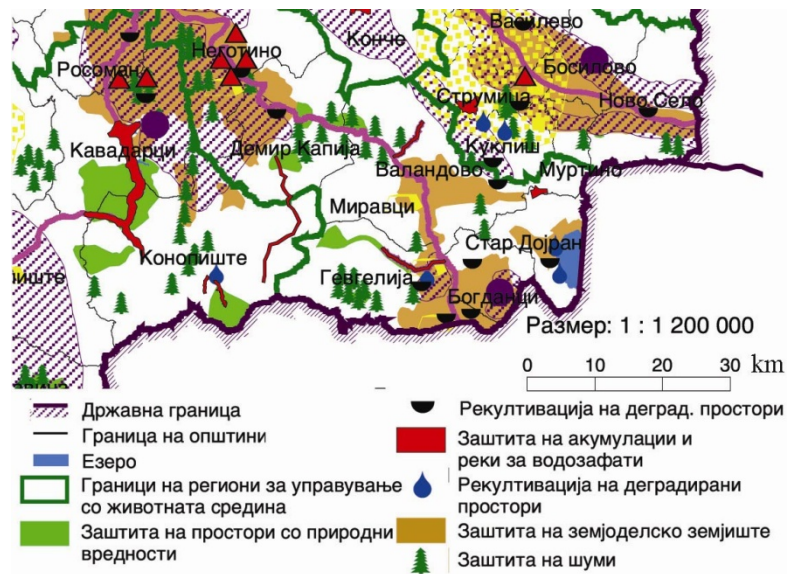 Василево
Неготино
Конче
Росоман
Босилово
Струмица
Ново Село
Кавадарци
Демир Капија
Куклиш
Валандово
Муртино
Миравци
Конопиште
Стар Дојран
Гевгелија
Богданци
Размер: 1 : 1 200 000
0 10 20 30 km
Државна граница
Граница на општини
Езеро
Граници на региони за управување
со животната средина
Заштита на простори со природни
вредности
Рекултивација на деград. простори
Заштита на акумулации и
реки за водозафати
Рекултивација на деградирани
простори
Заштита на земјоделско земјиште
Заштита на шуми